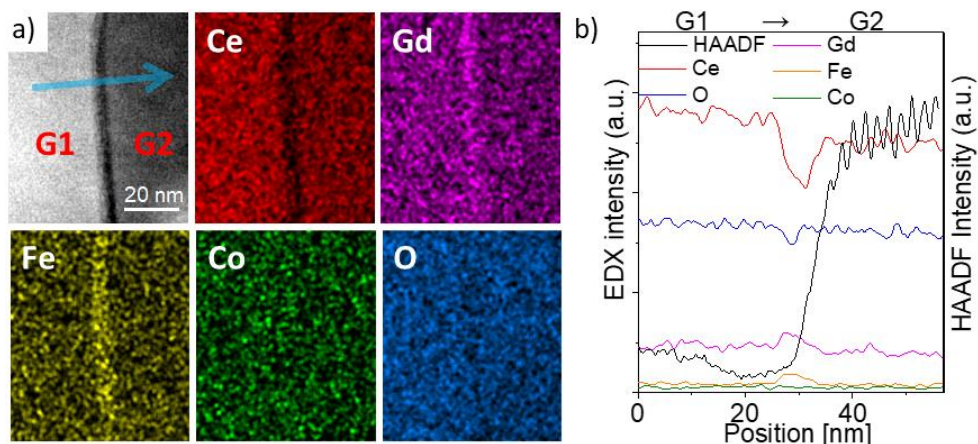 a)
Ce
Gd
G1
G2
20 nm
Fe
Co
O
b)
G1 → G2
HAADF
Gd
Ce
Fe
O
Co
EDX intensity (a.u.)
HAADF Intensity (a.u.)
0
20
40
Position [nm]